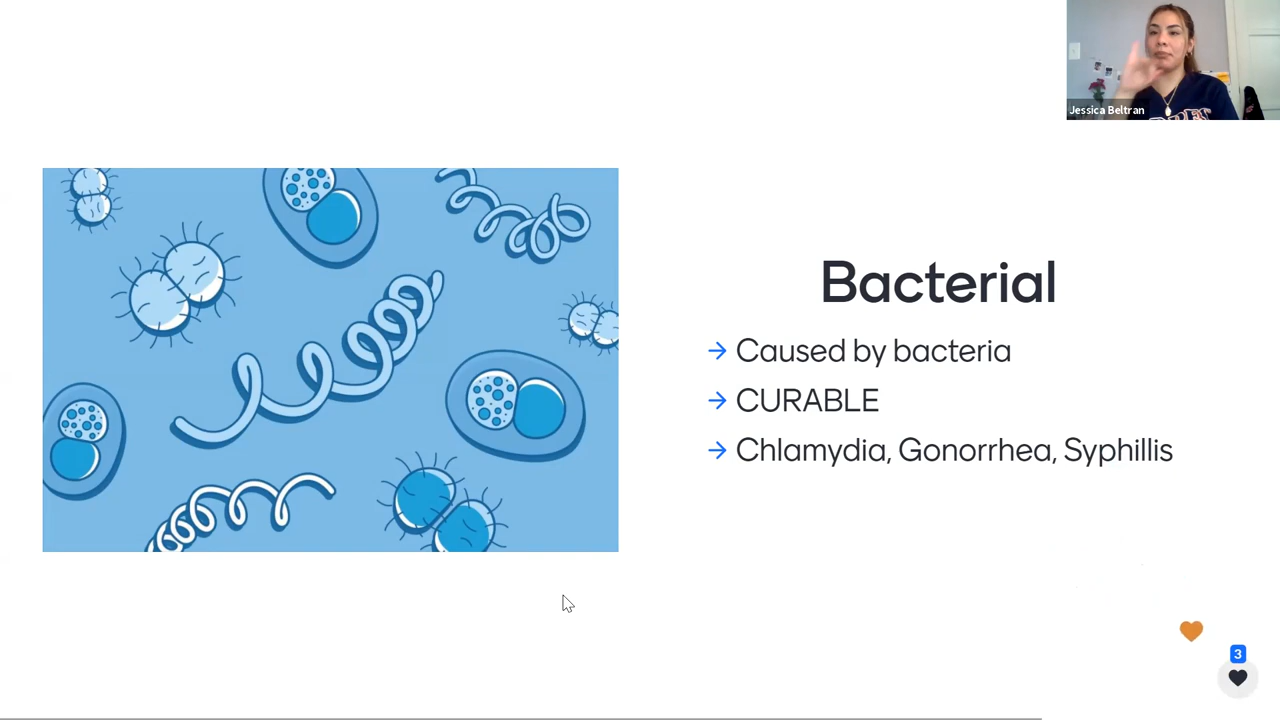 Jessica Beltran
Bacterial
→ Caused by bacteria
→ CURABLE
→ Chlamydia, Gonorrhea, Syphillis
3